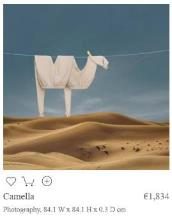 Camella €1,834
Photography, 84.1 W x 84.1 H x 0.3 D cm